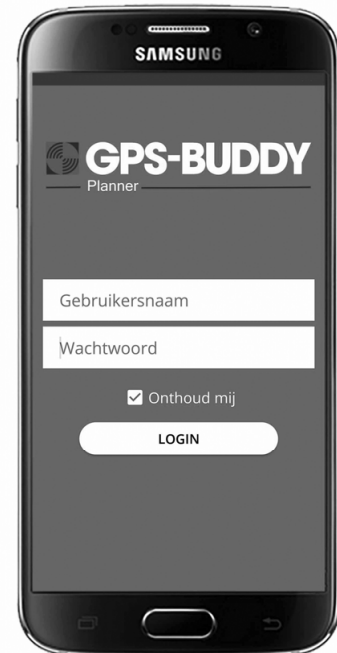 SAMSUNG
GPS-BUDDY
Planner
Gebruikersnaam
Wachtwoord
Onthoud mij
LOGIN